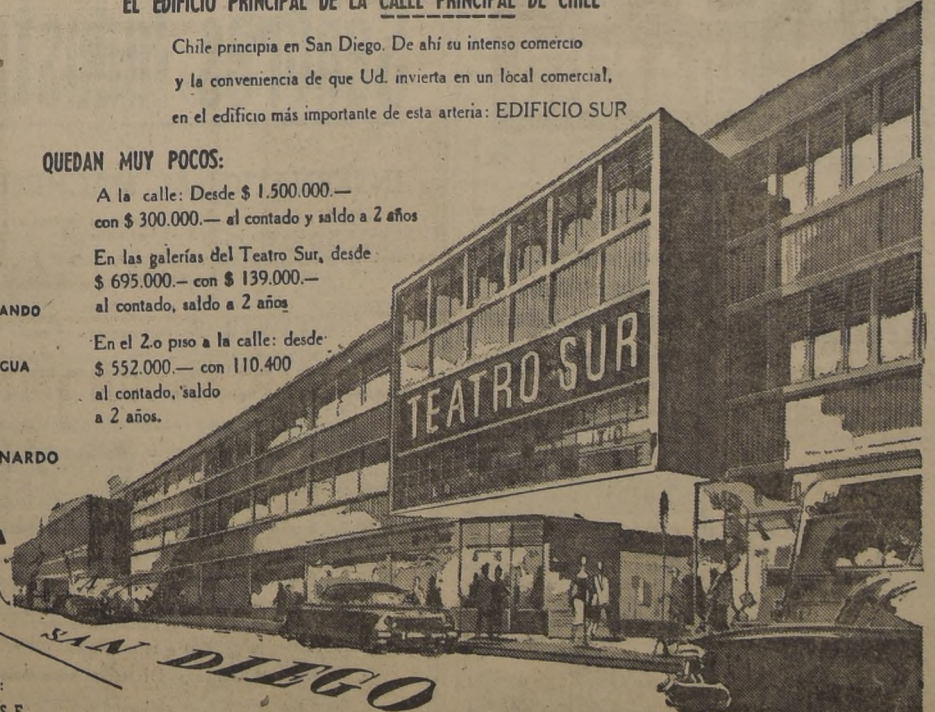 EL EDIFICIO PRINCIPAL DE LA CALLE PRINCIPAL DE CHILE
Chile principia en San Diego. De ahí su intenso comercio
y la conveniencia de que Ud. invierta en un local comercial,
en el edificio más importante de esta arteria: EDIFICIO SUR
QUEDAN MUY POCOS:
A la calle: Desde $ 1.500.000.—
con $ 300.000.— al contado y saldo a 2 años
En las galerías del Teatro Sur, desde
$ 695.000.— con $ 139.000.—
al contado, saldo a 2 años
En el 2.o piso a la calle: desde
$ 552.000.— con 110.400
al contado, saldo
a 2 años.
ANDO
GUA
NARDO
A
TEATRO SUR
SAN DIEGO